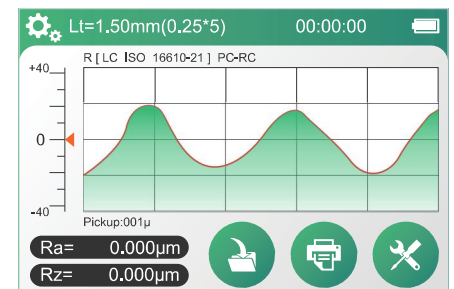 Lt=1.50mm(0.25*5) 00:00:00
R [ LC ISO 16610-21 ] PC-RC
+40
0
-40
Pickup:001μ
Ra= 0.000μm
Rz= 0.000μm